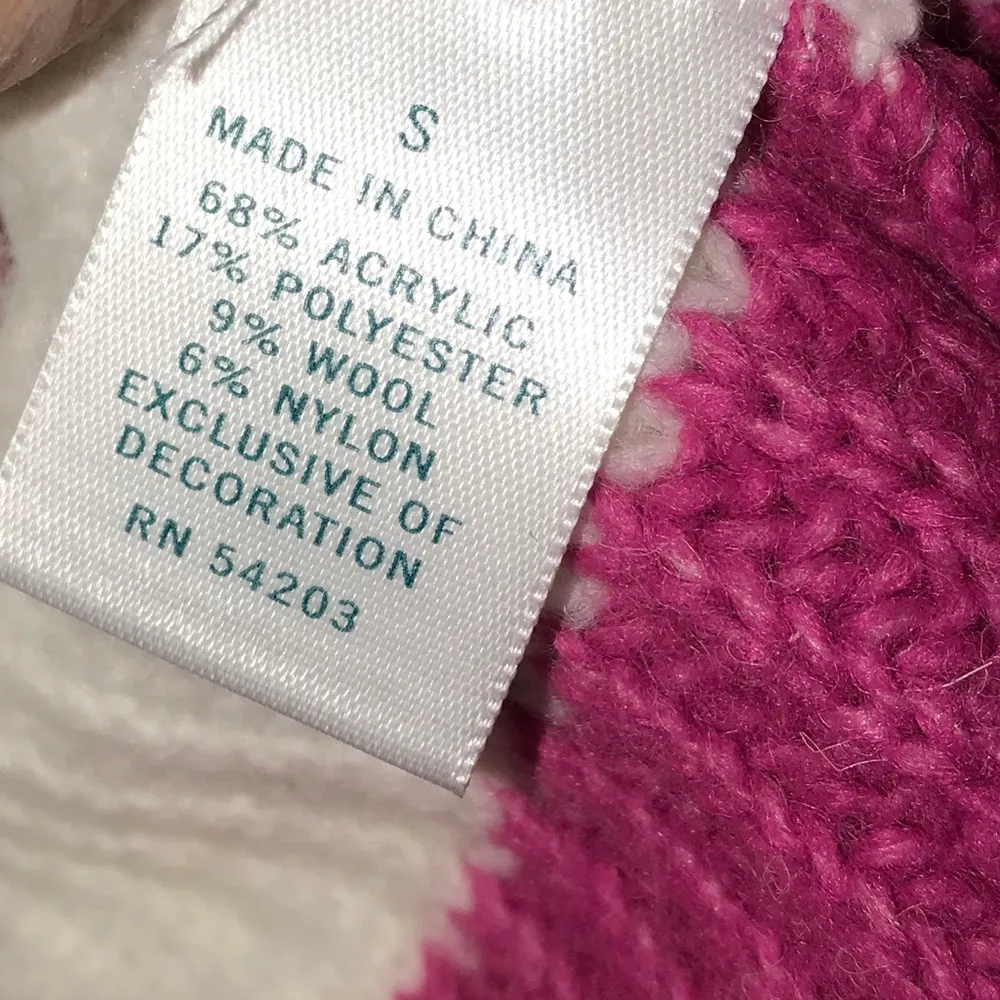 S
MADE IN CHINA
68% ACRYLIC
17% POLYESTER
9% WOOL
6% NYLON
EXCLUSIVE OF
DECORATION
RN 54203